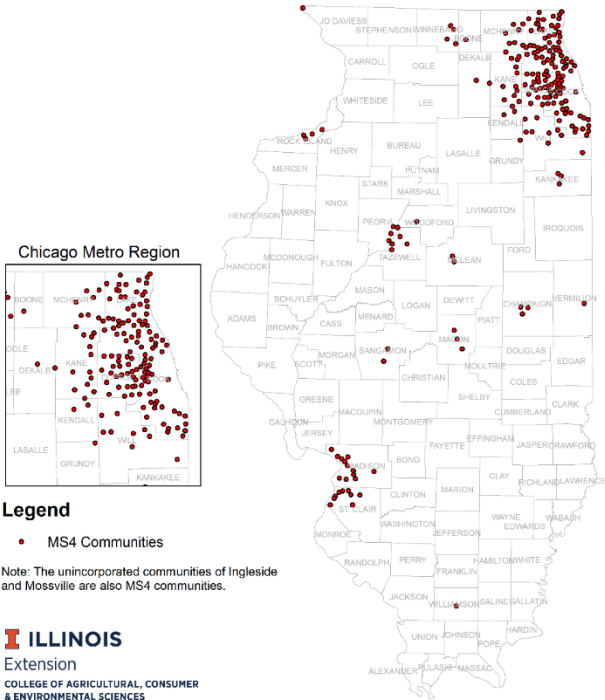 JO DAVIESS
STEPHENSON
WINNEBAGO
BOONE
MCHENRY
CARROLL
OGLE
DEKALB
KANE
WHITESIDE
LEE
KENDALL
WILL
ROCK ISLAND
HENRY
BUREAU
LASALLE
GRUNDY
MERCER
PUTNAM
KANKAKEE
STARK
MARSHALL
KNOX
HENDERSON
WARREN
PEORIA
WOODFORD
LIVINGSTON
IROQUOIS
FORD
MCDONOUGH
FULTON
TAZEWELL
MCLEAN
HANCOCK
MASON
SCHUYLER
LOGAN
DEWITT
CHAMPAIGN
VERMILION
ADAMS
BROWN
CASS
MENARD
PIATT
MACON
PIKE
SCOTT
MORGAN
SANGAMON
MOULTRIE
DOUGLAS
EDGAR
CHRISTIAN
COLES
GREENE
SHELBY
CLARK
CALHOUN
MACOUPIN
MONTGOMERY
CUMBERLAND
JERSEY
FAYETTE
EFFINGHAM
JASPER
CRAWFORD
MADISON
BOND
CLAY
RICHLAND
LAWRENCE
ST. CLAIR
CLINTON
MARION
WAYNE
EDWARDS
WABASH
MONROE
WASHINGTON
JEFFERSON
RANDOLPH
PERRY
HAMILTON
WHITE
FRANKLIN
JACKSON
WILLIAMSON
SALINE
GALLATIN
UNION
JOHNSON
POPE
HARDIN
ALEXANDER
PULASKI
MASSAC
Chicago Metro Region
BOONE
MCHENRY
LAKE
OGLE
DEKALB
KANE
COOK
LEE
KENDALL
WILL
LASALLE
GRUNDY
KANKAKEE
Legend
MS4 Communities
Note: The unincorporated communities of Ingleside
and Mossville are also MS4 communities.
I ILLINOIS
Extension
COLLEGE OF AGRICULTURAL, CONSUMER
& ENVIRONMENTAL SCIENCES